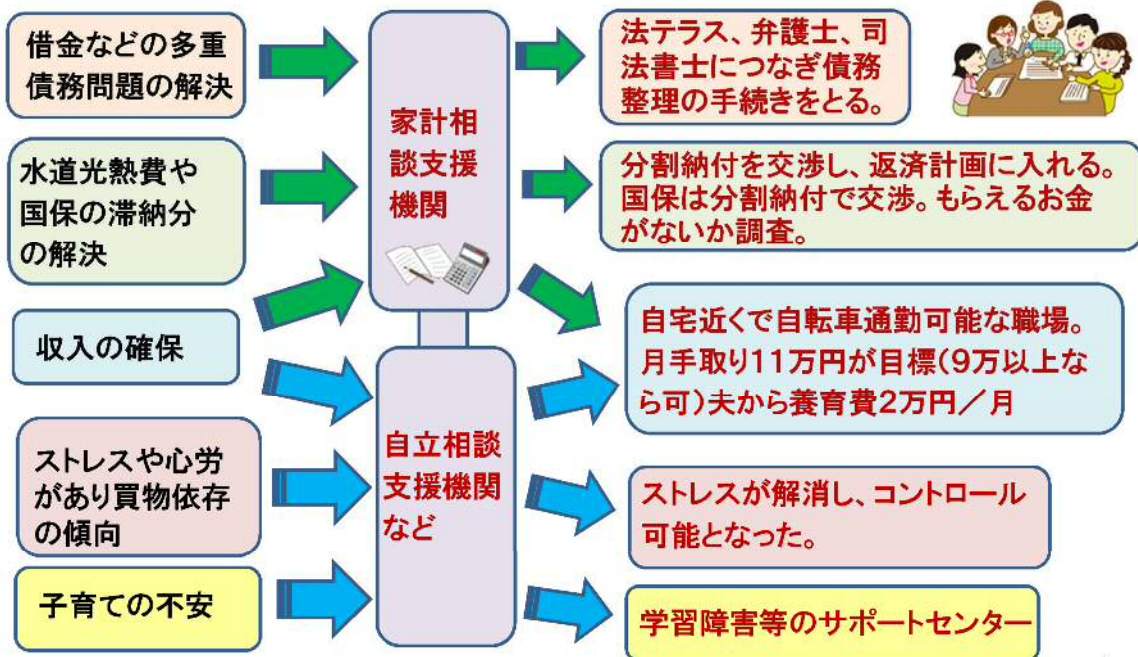 借金などの多重
債務問題の解決
法テラス、弁護士、司
法書士につなぎ債務
整理の手続きをとる。
家計相
談支援
機関
水道光熱費や
国保の滞納分
の解決
分割納付を交渉し、返済計画に入れる。
国保は分割納付で交渉。もらえるお金
がないか調査。
収入の確保
自宅近くで自転車通勤可能な職場。
月手取り11万円が目標(9万以上な
ら可)夫から養育費2万円／月
自立相談
支援機関
など
ストレスや心労
があり買物依存
の傾向
ストレスが解消し、コントロール
可能となった。
子育ての不安
学習障害等のサポートセンター